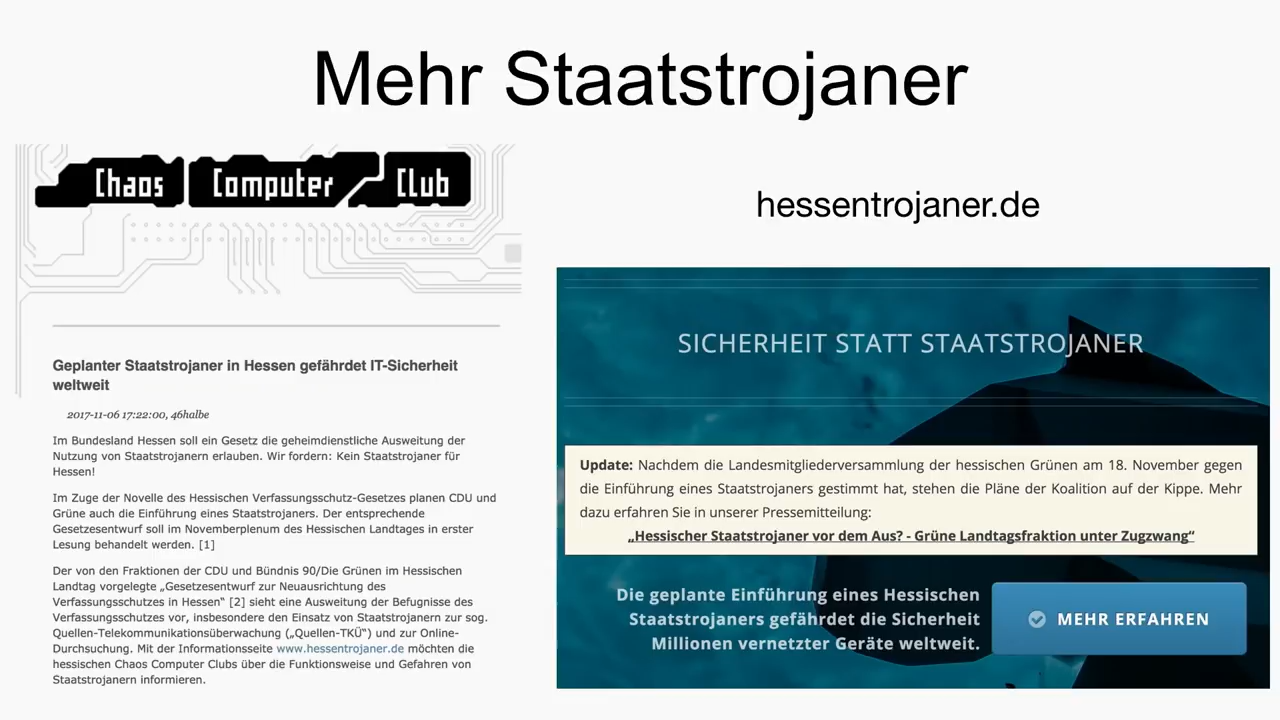 Mehr Staatstrojaner
Chaos Computer Club
Geplanter Staatstrojaner in Hessen gefährdet IT-Sicherheit
weltweit
2017-11-06 17:22:00, 46halbe
Im Bundesland Hessen soll ein Gesetz die geheimdienstliche Ausweitung der
Nutzung von Staatstrojanern erlauben. Wir fordern: Kein Staatstrojaner für
Hessen!
Im Zuge der Novelle des Hessischen Verfassungsschutz-Gesetzes planen CDU und
Grüne auch die Einführung eines Staatstrojaners. Der entsprechende
Gesetzesentwurf soll im Novemberplenum des Hessischen Landtages in erster
Lesung behandelt werden. [1]
Der von den Fraktionen der CDU und Bündnis 90/Die Grünen im Hessischen
Landtag vorgelegte „Gesetzesentwurf zur Neuausrichtung des
Verfassungsschutzes in Hessen“ [2] sieht eine Ausweitung der Befugnisse des
Verfassungsschutzes vor, insbesondere den Einsatz von Staatstrojanern zur sog.
Quellen-Telekommunikationsüberwachung („Quellen-TKÜ“) und zur Online-
Durchsuchung. Mit der Informationsseite www.hessentrojaner.de möchten die
hessischen Chaos Computer Clubs über die Funktionsweise und Gefahren von
Staatstrojanern informieren.
hessentrojaner.de
SICHERHEIT STATT STAATSTROJANER
Update: Nachdem die Landesmitgliederversammlung der hessischen Grünen am 18. November gegen
die Einführung eines Staatstrojaners gestimmt hat, stehen die Pläne der Koalition auf der Kippe. Mehr
dazu erfahren Sie in unserer Pressemitteilung:
„Hessischer Staatstrojaner vor dem Aus? - Grüne Landtagsfraktion unter Zugzwang“
Die geplante Einführung eines Hessischen
Staatstrojaners gefährdet die Sicherheit
Millionen vernetzter Geräte weltweit.
MEHR ERFAHREN